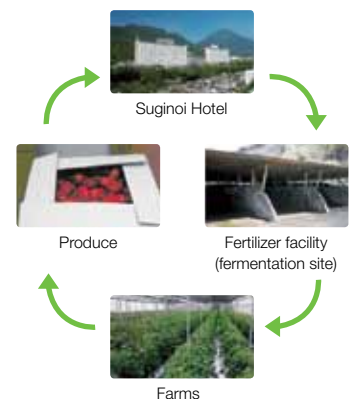 Suginoi Hotel
Produce
Fertilizer facility
(fermentation site)
Farms